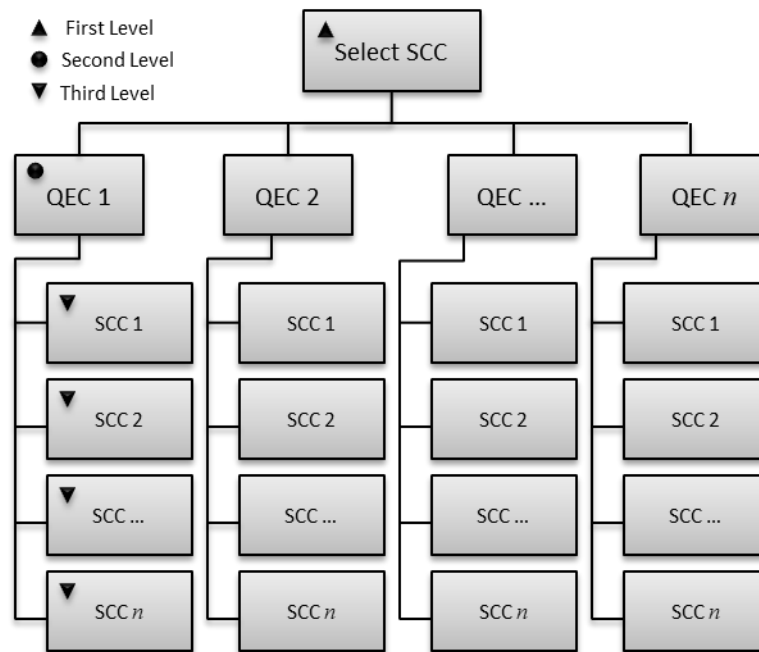 First Level
Second Level
Third Level
Select SCC
QEC 1
QEC 2
QEC ...
QEC n
SCC 1
SCC 1
SCC 1
SCC 1
SCC 2
SCC 2
SCC 2
SCC 2
SCC ...
SCC ...
SCC ...
SCC ...
SCC n
SCC n
SCC n
SCC n